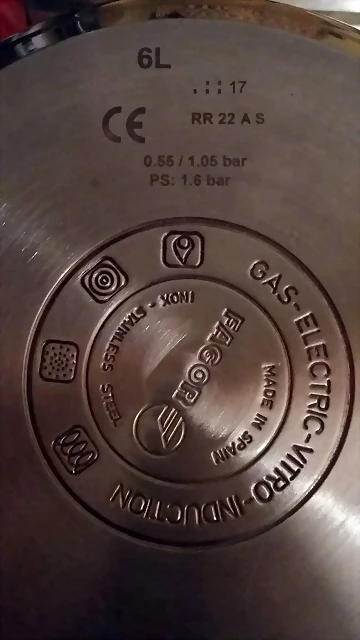 6L
.::17
CE
RR 22 A S
0.55 / 1.05 bar
PS: 1.6 bar
GAS-ELECTRIC-VITRO-INDUCTION
INOX - STAINLESS STEEL
FAGOR
MADE IN SPAIN